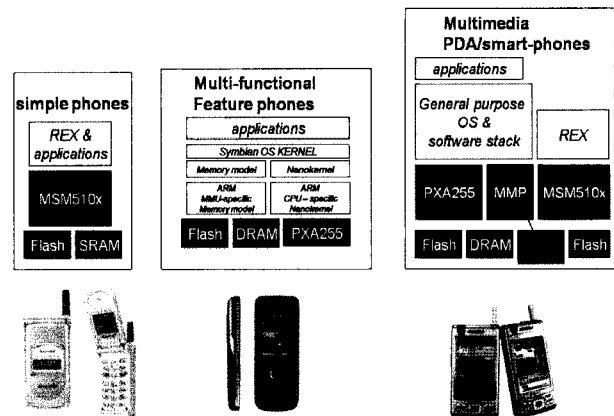 simple phones
REX &
applications
MSM510x
Flash
SRAM
Multi-functional
Feature phones
applications
Symbian OS KERNEL
Memory model
Nanokernel
ARM
MMU-specific
Memory model
ARM
CPU – specific
Nanokernel
Flash
DRAM
PXA255
Multimedia
PDA/smart-phones
applications
General purpose
OS &
software stack
REX
PXA255
MMP
MSM510x
Flash
DRAM
Flash